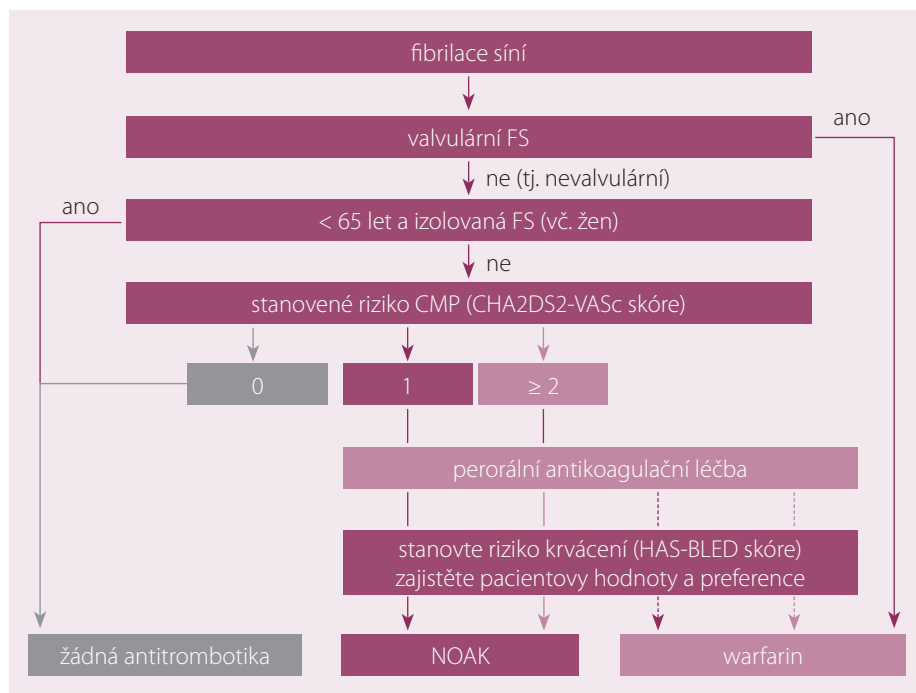 fibrilace síní
valvulární FS
ano
ne (tj. nevalvulární)
ano
< 65 let a izolovaná FS (vč. žen)
ne
stanovené riziko CMP (CHA2DS2-VASc skóre)
0
1
≥ 2
perorální antikoagulační léčba
stanovte riziko krvácení (HAS-BLED skóre)
zajistěte pacientovy hodnoty a preference
žádná antitrombotika
NOAK
warfarin